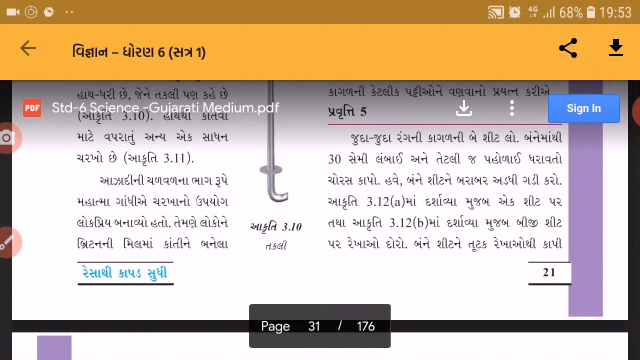 4G 68% 19:53
વિજ્ઞાન – ધોરણ 6 (સત્ર 1)
PDF Std-6 Science -Gujarati Medium.pdf
Sign In
હાથ-ધરી છે, જેને તકલી પણ કહે છે
(આકૃતિ 3.10). હાથથી કાંતવા
માટે વપરાતું અન્ય એક સાધન
ચરખો છે (આકૃતિ 3.11).
આઝાદીની ચળવળના ભાગ રૂપે
મહાત્મા ગાંધીએ ચરખાનો ઉપયોગ
લોકપ્રિય બનાવ્યો હતો. તેમણે લોકોને
બ્રિટનની મિલમાં કાંતીને બનેલા
આકૃતિ 3.10
તકલી
કાગળની કેટલીક પટ્ટીઓને વણવાનો પ્રયત્ન કરીએ
પ્રવૃત્તિ 5
જુદા-જુદા રંગની કાગળની બે શીટ લો. બંનેમાંથી
30 સેમી લંબાઈ અને તેટલી જ પહોળાઈ ધરાવતો
ચોરસ કાપો. હવે, બંને શીટને બરાબર અડધી ગડી કરો.
આકૃતિ 3.12(a)માં દર્શાવ્યા મુજબ એક શીટ પર
તથા આકૃતિ 3.12(b)માં દર્શાવ્યા મુજબ બીજી શીટ
પર રેખાઓ દોરો. બંને શીટને તૂટક રેખાઓથી કાપી
રેસાથી કાપડ સુધી
21
Page 31 / 176